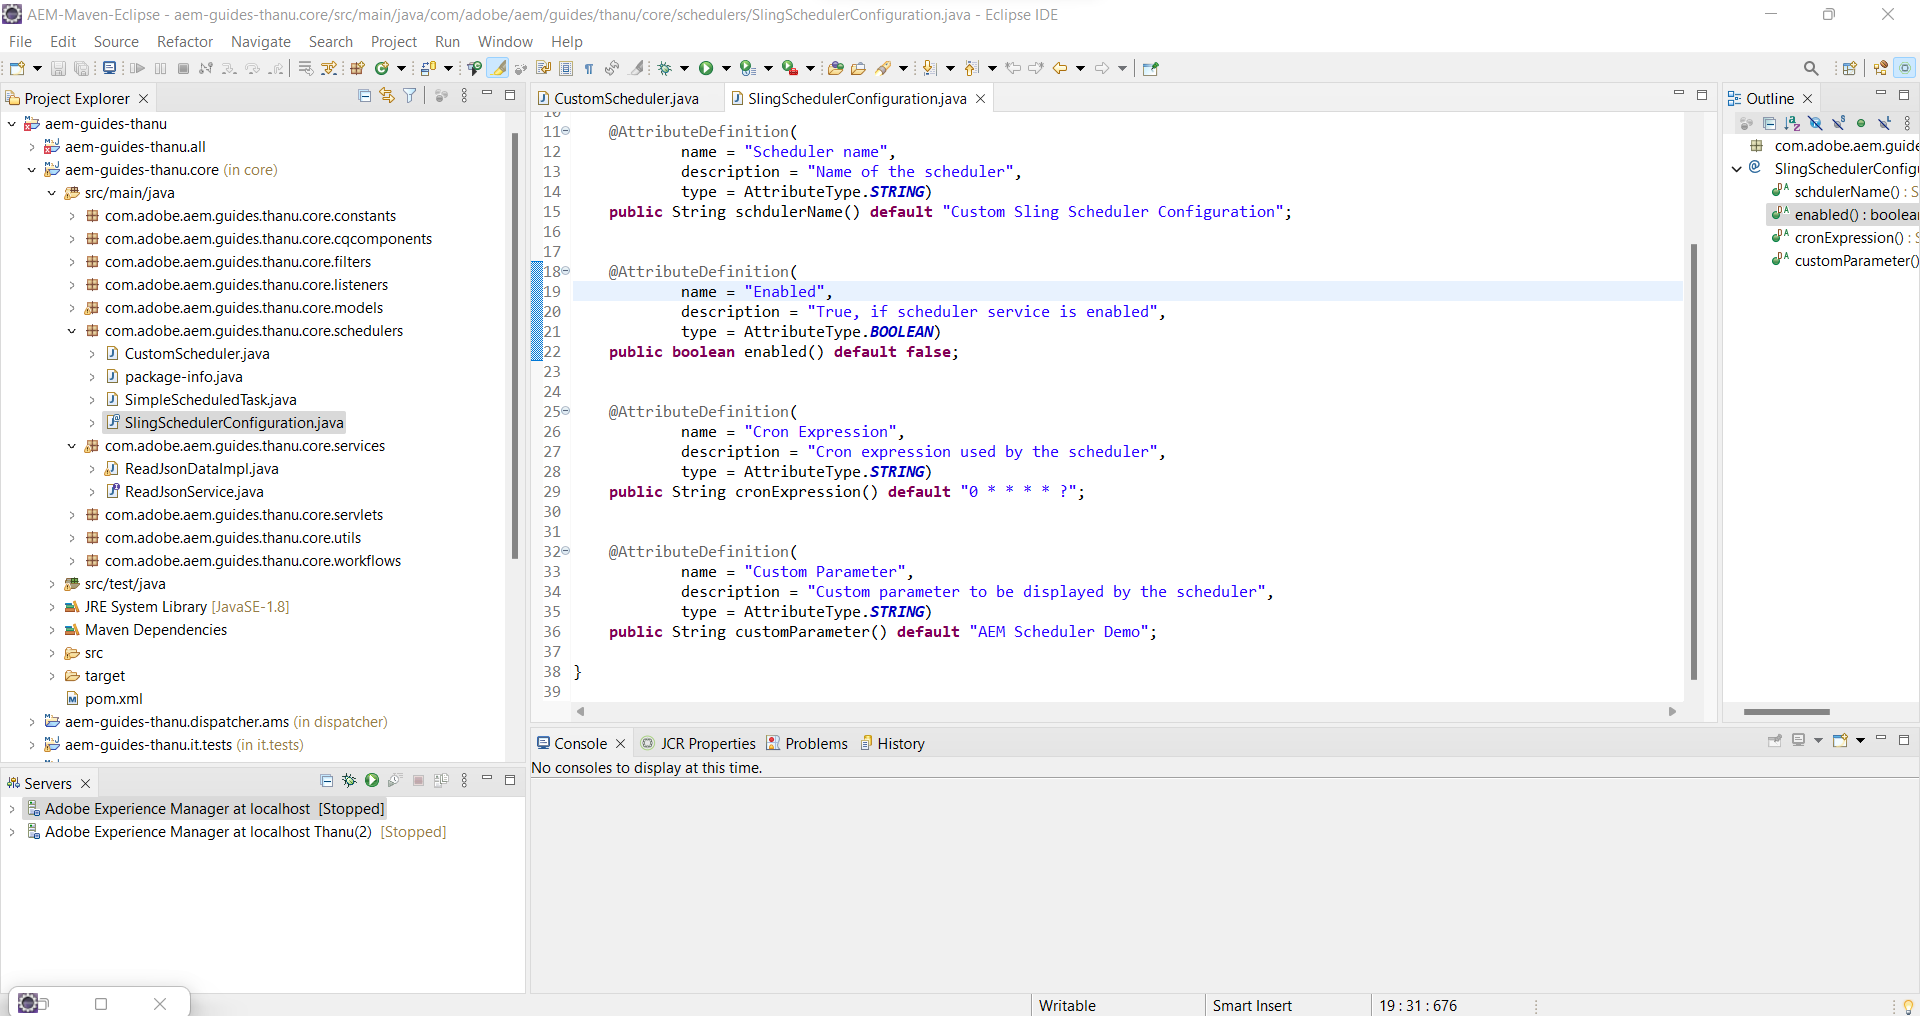 AEM-Maven-Eclipse - aem-guides-thanu.core/src/main/java/com/adobe/aem/guides/thanu/core/schedulers/SlingSchedulerConfiguration.java - Eclipse IDE
File Edit Source Refactor Navigate Search Project Run Window Help
Project Explorer
aem-guides-thanu
aem-guides-thanu.all
aem-guides-thanu.core (in core)
src/main/java
com.adobe.aem.guides.thanu.core.constants
com.adobe.aem.guides.thanu.core.cqcomponents
com.adobe.aem.guides.thanu.core.filters
com.adobe.aem.guides.thanu.core.listeners
com.adobe.aem.guides.thanu.core.models
com.adobe.aem.guides.thanu.core.schedulers
CustomScheduler.java
package-info.java
SimpleScheduledTask.java
SlingSchedulerConfiguration.java
com.adobe.aem.guides.thanu.core.services
ReadJsonDataImpl.java
ReadJsonService.java
com.adobe.aem.guides.thanu.core.servlets
com.adobe.aem.guides.thanu.core.utils
com.adobe.aem.guides.thanu.core.workflows
src/test/java
JRE System Library [JavaSE-1.8]
Maven Dependencies
src
target
pom.xml
aem-guides-thanu.dispatcher.ams (in dispatcher)
aem-guides-thanu.it.tests (in it.tests)
Servers
Adobe Experience Manager at localhost [Stopped]
Adobe Experience Manager at localhost Thanu(2) [Stopped]
CustomScheduler.java SlingSchedulerConfiguration.java
10
11 @AttributeDefinition(
12 name = "Scheduler name",
13 description = "Name of the scheduler",
14 type = AttributeType.STRING)
15 public String schdulerName() default "Custom Sling Scheduler Configuration";
16
17
18 @AttributeDefinition(
19 name = "Enabled",
20 description = "True, if scheduler service is enabled",
21 type = AttributeType.BOOLEAN)
22 public boolean enabled() default false;
23
24
25 @AttributeDefinition(
26 name = "Cron Expression",
27 description = "Cron expression used by the scheduler",
28 type = AttributeType.STRING)
29 public String cronExpression() default "0 * * * * ?";
30
31
32 @AttributeDefinition(
33 name = "Custom Parameter",
34 description = "Custom parameter to be displayed by the scheduler",
35 type = AttributeType.STRING)
36 public String customParameter() default "AEM Scheduler Demo";
37
38 }
39
Outline
com.adobe.aem.guide
SlingSchedulerConfigu
schdulerName() : S
enabled() : boolean
cronExpression() : S
customParameter()
Console JCR Properties Problems History
No consoles to display at this time.
Writable Smart Insert 19 : 31 : 676